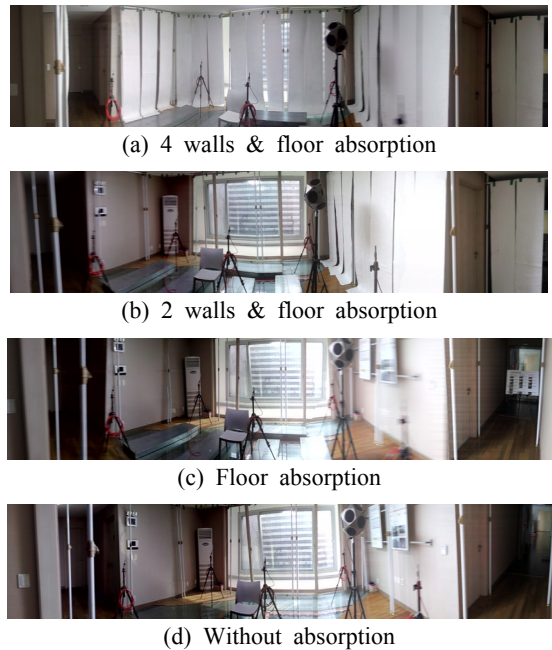 (a) 4 walls & floor absorption
(b) 2 walls & floor absorption
(c) Floor absorption
(d) Without absorption